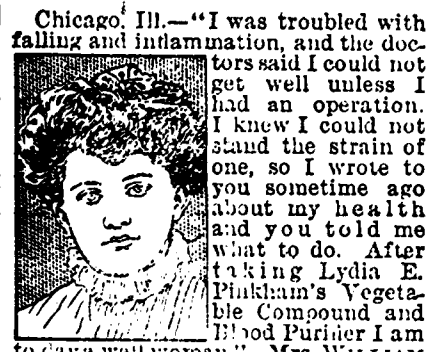 Chicago, Ill.—"I was troubled with
falling and inflammation, and the doc-
tors said I could not
get well unless I
had an operation.
I knew I could not
stand the strain of
one, so I wrote to
you sometime ago
about my health
and you told me
what to do. After
taking Lydia E.
Pinkham's Vegeta-
ble Compound and
Blood Purifier I am
to-day a well woman." Mrs. William